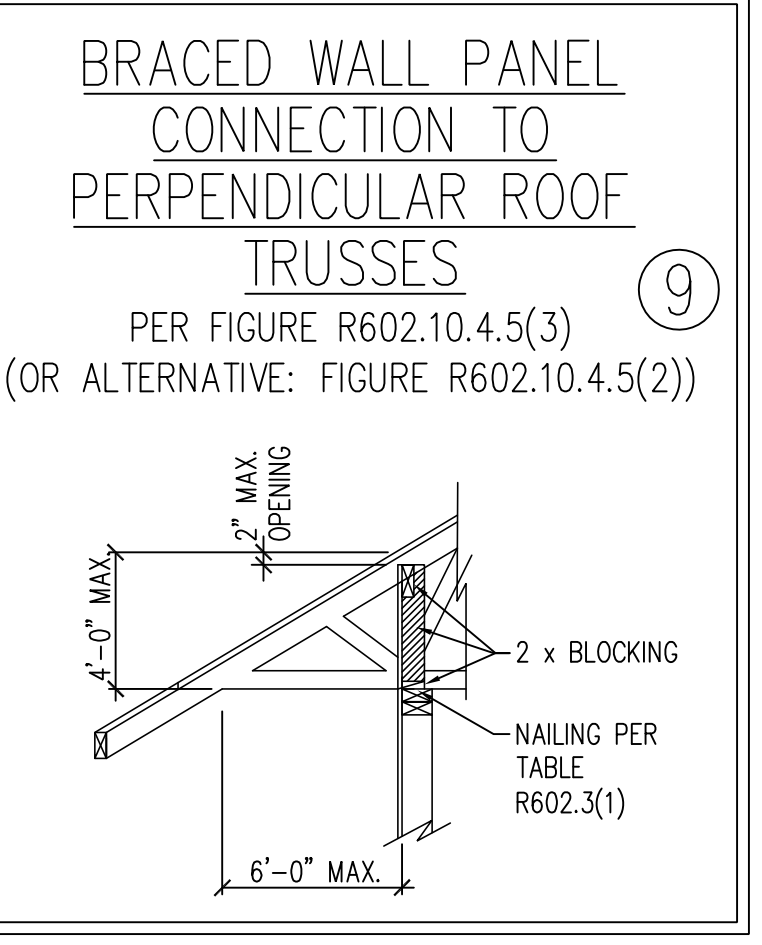 BRACED WALL PANEL
CONNECTION TO
PERPENDICULAR ROOF
TRUSSES
9
PER FIGURE R602.10.4.5(3)
(OR ALTERNATIVE: FIGURE R602.10.4.5(2))
2" MAX.
OPENING
4'-0" MAX.
2 x BLOCKING
NAILING PER
TABLE
R602.3(1)
6'-0" MAX.